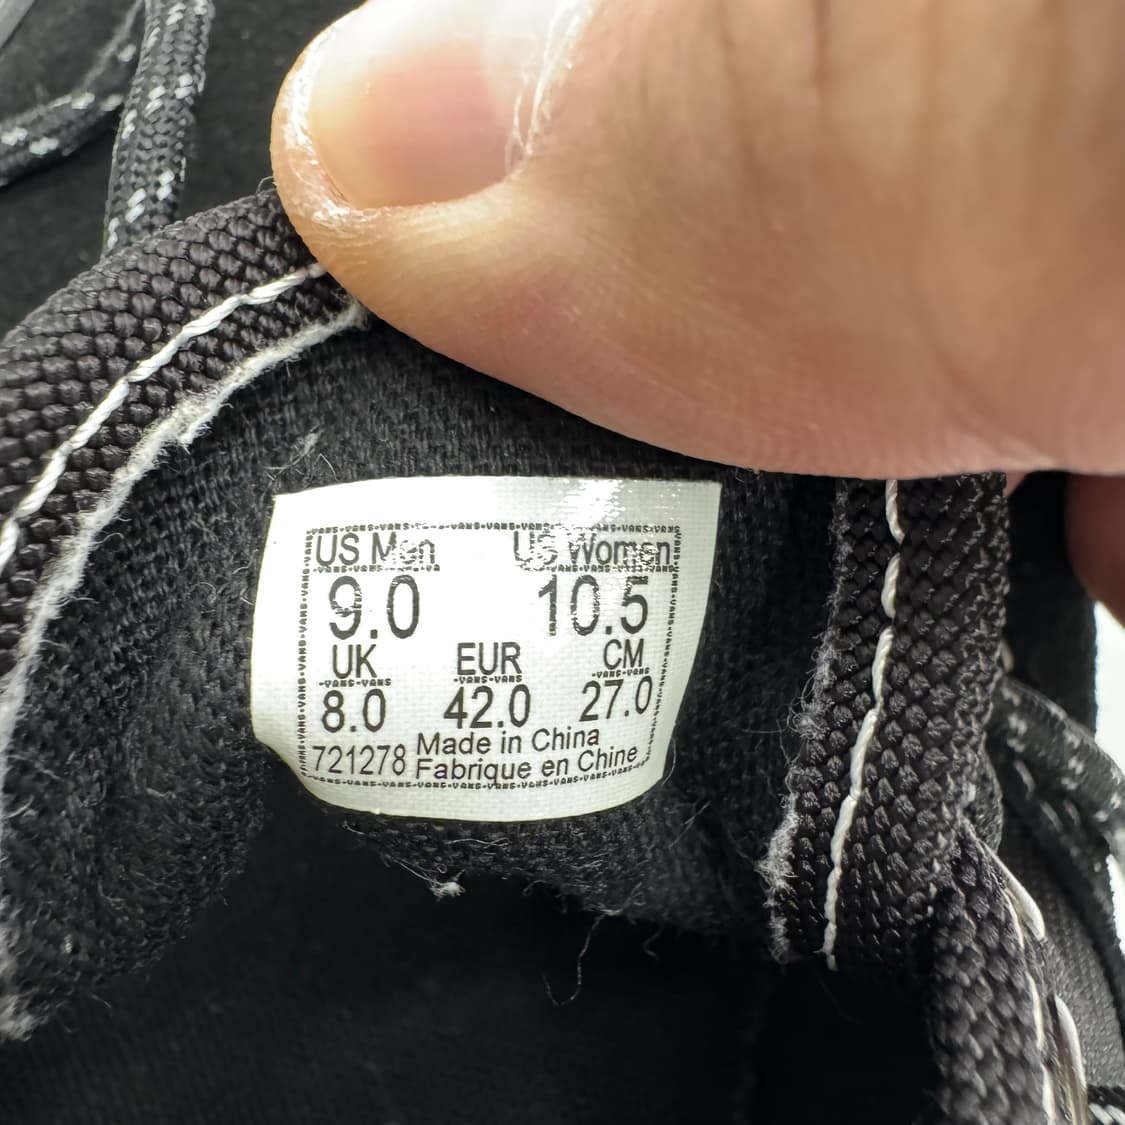 US Men US Women
9.0 10.5
UK EUR CM
8.0 42.0 27.0
721278 Made in China
Fabrique en Chine